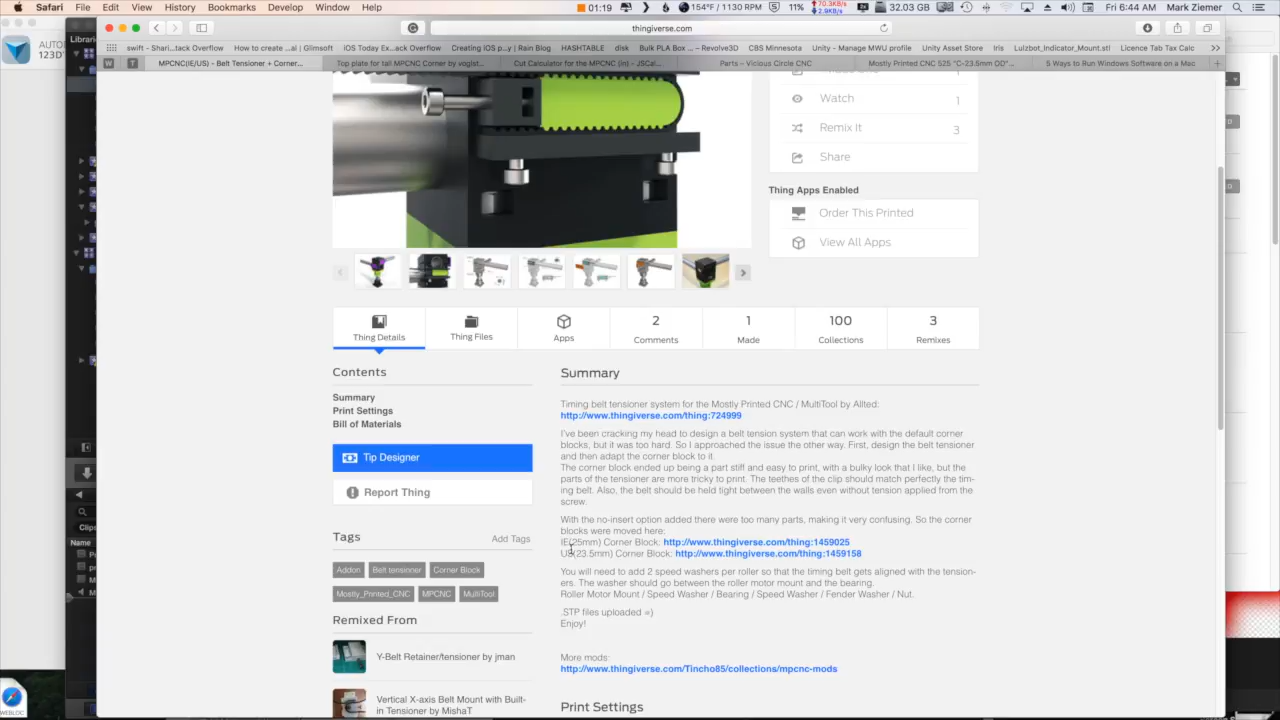 Safari File Edit View History Bookmarks Develop Window Help 01:19 154°F / 1130 RPM 11% 70.3KB/s 2.9KB/s 32.03 GB Fri 6:44 AM Mark Ziemer
thingiverse.com
swift - Shari...tack Overflow How to create ...ai | Glimsoft iOS Today Ex...ck Overflow Creating iOS p...y | Rain Blog HASHTABLE disk Bulk PLA Box ... – Revolve3D CBS Minnesota Unity - Manage MWU profile Unity Asset Store Iris Lulzbot_Indicator_Mount.stl Licence Tab Tax Calc
W T MPCNC(IE/US) - Belt Tensioner + Corner... Top plate for tall MPCNC Corner by vogist... Cut Calculator for the MPCNC (in) - JSCal... Parts – Vicious Circle CNC Mostly Printed CNC 525 "C-23.5mm OD"... 5 Ways to Run Windows Software on a Mac
AUTO
123D
Librari
Watch 1
Remix It 3
Share
Thing Apps Enabled
Order This Printed
View All Apps
Thing Details
Thing Files
Apps
2
Comments
1
Made
100
Collections
3
Remixes
Contents
Summary
Print Settings
Bill of Materials
Tip Designer
Report Thing
Tags Add Tags
Addon Belt tensioner Corner Block
Mostly_Printed_CNC MPCNC MultiTool
Remixed From
Y-Belt Retainer/tensioner by jman
Vertical X-axis Belt Mount with Built-
in Tensioner by MishaT
Summary
Timing belt tensioner system for the Mostly Printed CNC / MultiTool by Allted:
http://www.thingiverse.com/thing:724999
I've been cracking my head to design a belt tension system that can work with the default corner
blocks, but it was too hard. So I approached the issue the other way. First, design the belt tensioner
and then adapt the corner block to it.
The corner block ended up being a part stiff and easy to print, with a bulky look that I like, but the
parts of the tensioner are more tricky to print. The teethes of the clip should match perfectly the tim-
ing belt. Also, the belt should be held tight between the walls even without tension applied from the
screw.
With the no-insert option added there were too many parts, making it very confusing. So the corner
blocks were moved here:
IE(25mm) Corner Block: http://www.thingiverse.com/thing:1459025
US(23.5mm) Corner Block: http://www.thingiverse.com/thing:1459158
You will need to add 2 speed washers per roller so that the timing belt gets aligned with the tension-
ers. The washer should go between the roller motor mount and the bearing.
Roller Motor Mount / Speed Washer / Bearing / Speed Washer / Fender Washer / Nut.
.STP files uploaded =)
Enjoy!
More mods:
http://www.thingiverse.com/Tincho85/collections/mpcnc-mods
Print Settings
Clips
Name
WEBLOC